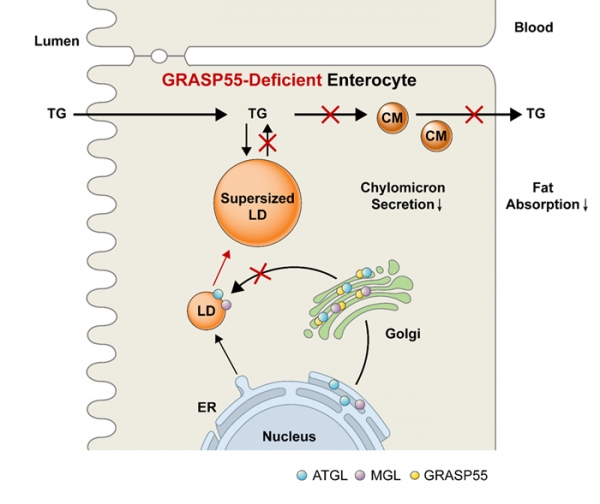 Lumen
Blood
GRASP55-Deficient Enterocyte
TG
TG
CM
CM
TG
Supersized
LD
Chylomicron
Secretion↓
Fat
Absorption↓
LD
Golgi
ER
Nucleus
ATGL
MGL
GRASP55